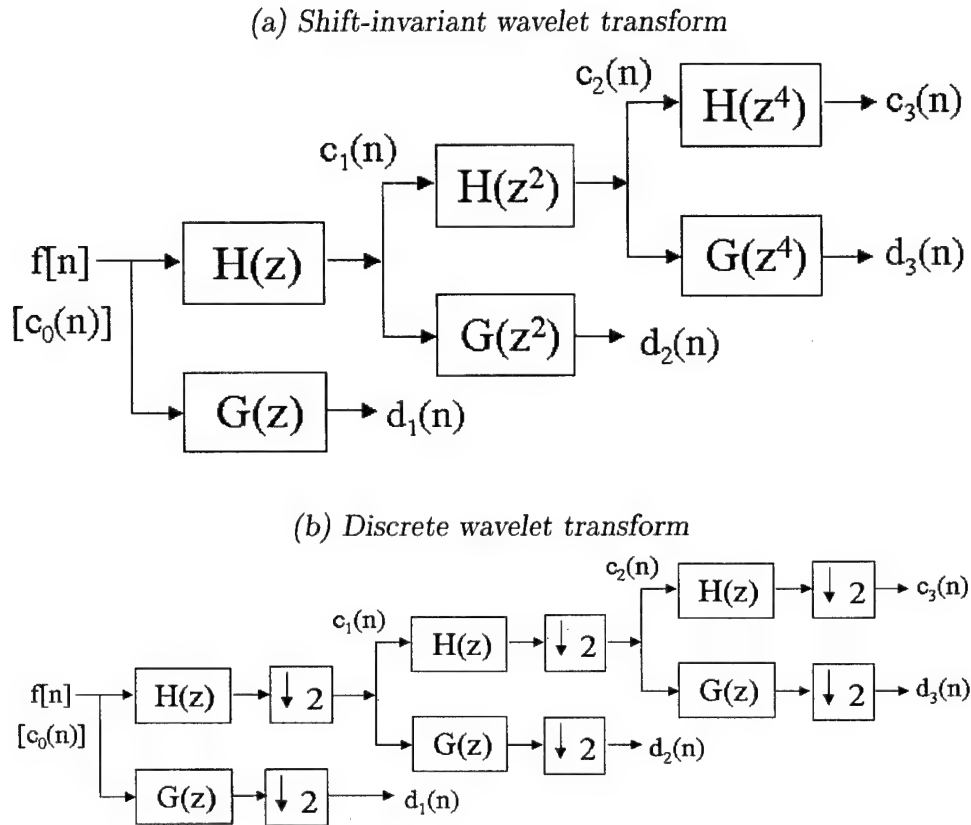 (a) Shift-invariant wavelet transform
c₂(n)
H(z⁴)
c₃(n)
c₁(n)
H(z²)
f[n]
H(z)
G(z⁴)
d₃(n)
[c₀(n)]
G(z²)
d₂(n)
G(z)
d₁(n)
(b) Discrete wavelet transform
c₂(n)
H(z)
↓ 2
c₃(n)
c₁(n)
H(z)
↓ 2
f[n]
H(z)
↓ 2
G(z)
↓ 2
d₃(n)
[c₀(n)]
G(z)
↓ 2
d₂(n)
G(z)
↓ 2
d₁(n)